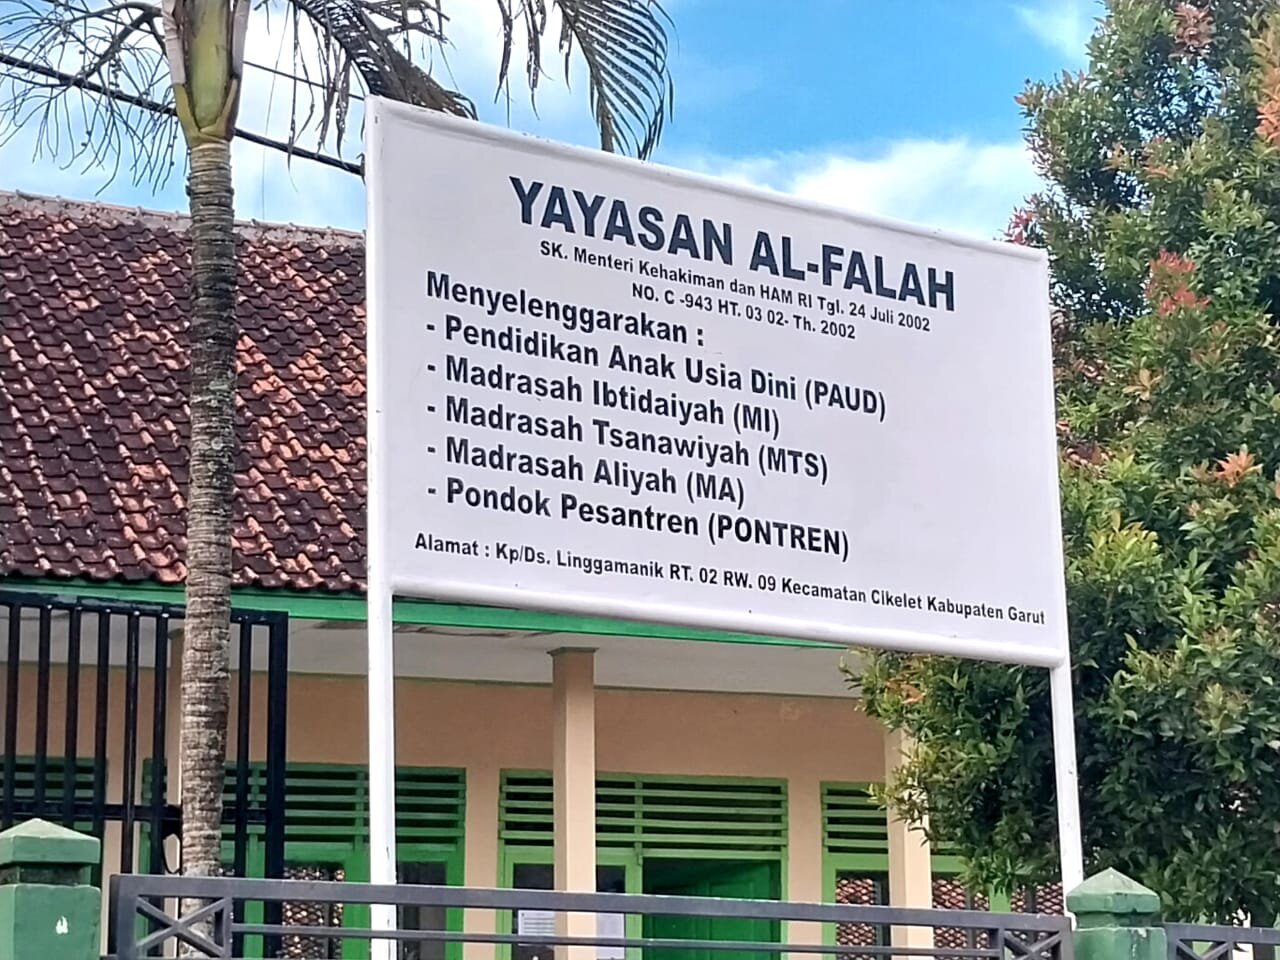 YAYASAN AL-FALAH
SK. Menteri Kehakiman dan HAM RI Tgl. 24 Juli 2002
NO. C -943 HT. 03 02- Th. 2002
Menyelenggarakan :
- Pendidikan Anak Usia Dini (PAUD)
- Madrasah Ibtidaiyah (MI)
- Madrasah Tsanawiyah (MTS)
- Madrasah Aliyah (MA)
- Pondok Pesantren (PONTREN)
Alamat : Kp/Ds. Linggamanik RT. 02 RW. 09 Kecamatan Cikelet Kabupaten Garut